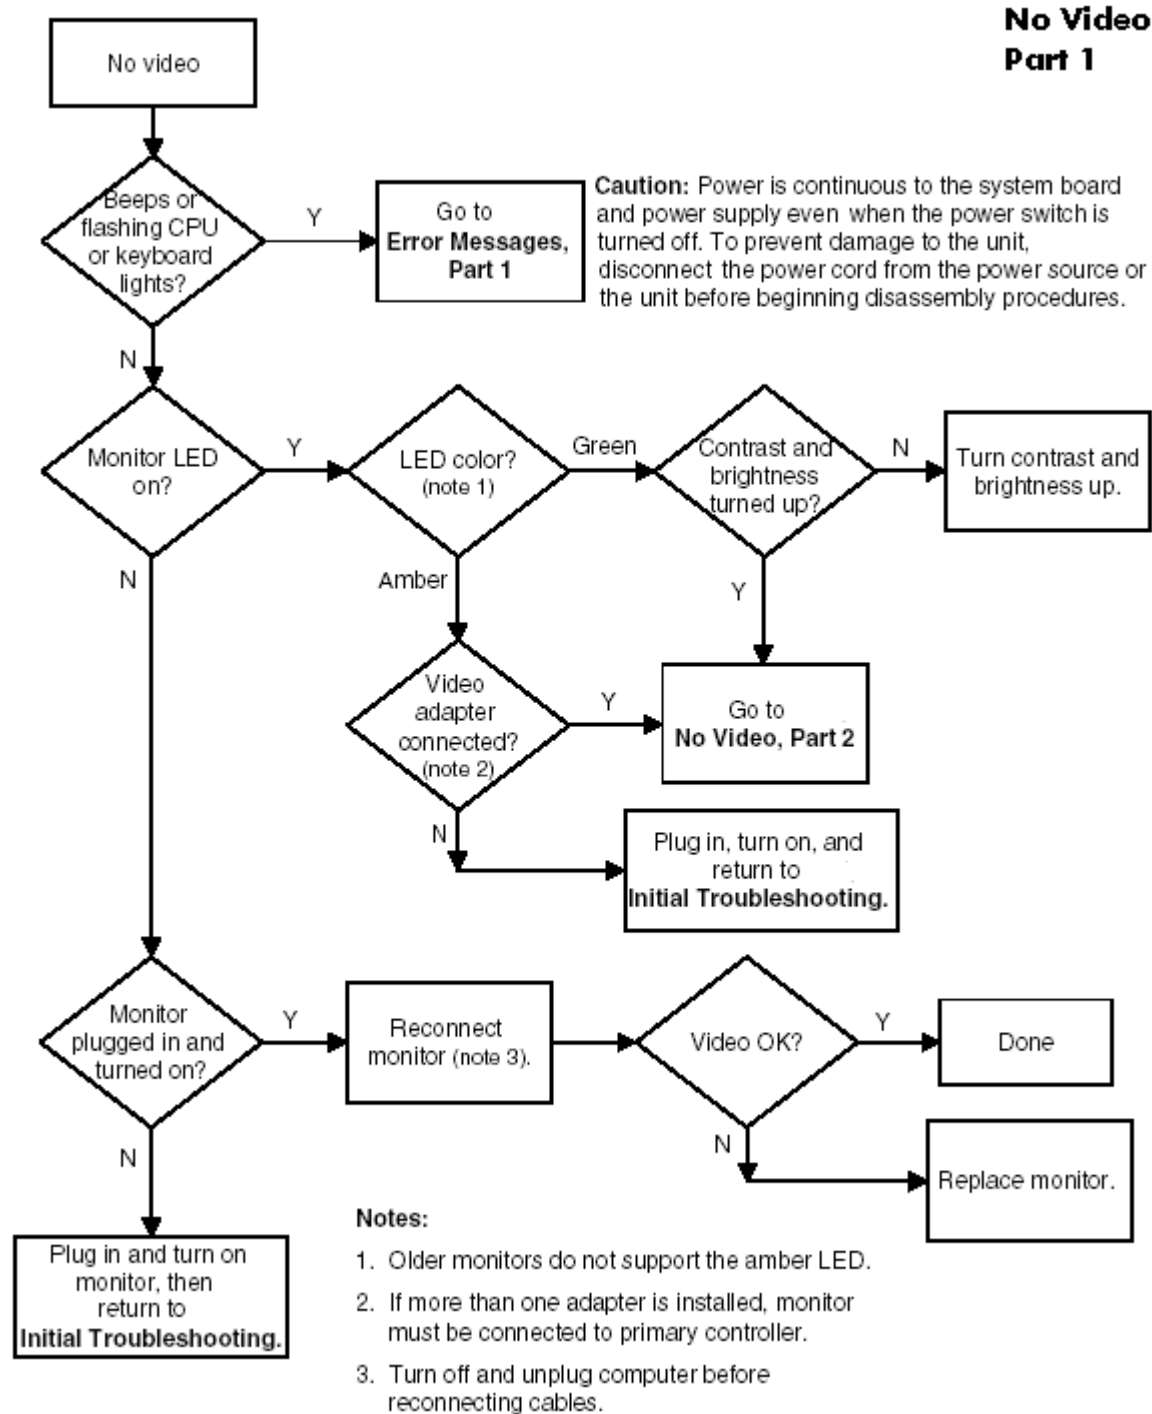 No Video
Part 1
No video
Beeps or
flashing CPU
or keyboard
lights?
Y
Go to
Error Messages,
Part 1
Caution: Power is continuous to the system board
and power supply even when the power switch is
turned off. To prevent damage to the unit,
disconnect the power cord from the power source or
the unit before beginning disassembly procedures.
N
Monitor LED
on?
Y
LED color?
(note 1)
Green
Contrast and
brightness
turned up?
N
Turn contrast and
brightness up.
N
Amber
Y
Video
adapter
connected?
(note 2)
Y
Go to
No Video, Part 2
N
Plug in, turn on, and
return to
Initial Troubleshooting.
Monitor
plugged in and
turned on?
Y
Reconnect
monitor (note 3).
Video OK?
Y
Done
N
Replace monitor.
N
Plug in and turn on
monitor, then
return to
Initial Troubleshooting.
Notes:
1. Older monitors do not support the amber LED.
2. If more than one adapter is installed, monitor
must be connected to primary controller.
3. Turn off and unplug computer before
reconnecting cables.